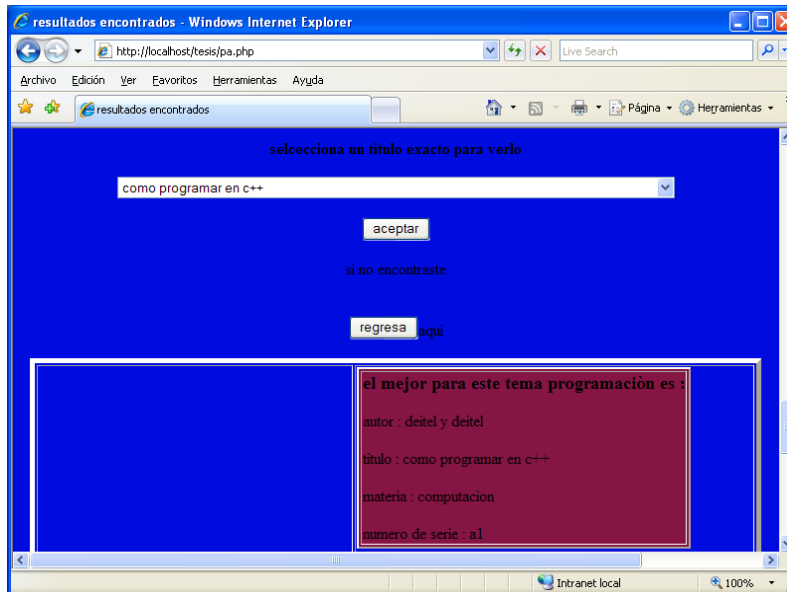 resultados encontrados - Windows Internet Explorer
http://localhost/tesis/pa.php
Live Search
Archivo Edición Ver Favoritos Herramientas Ayuda
resultados encontrados
Página Herramientas
selcecciona un titulo exacto para verlo
como programar en c++
aceptar
si no encontraste
regresa aqui
el mejor para este tema programaciòn es :
autor : deitel y deitel
titulo : como programar en c++
materia : computacion
numero de serie : a1
Intranet local 100%